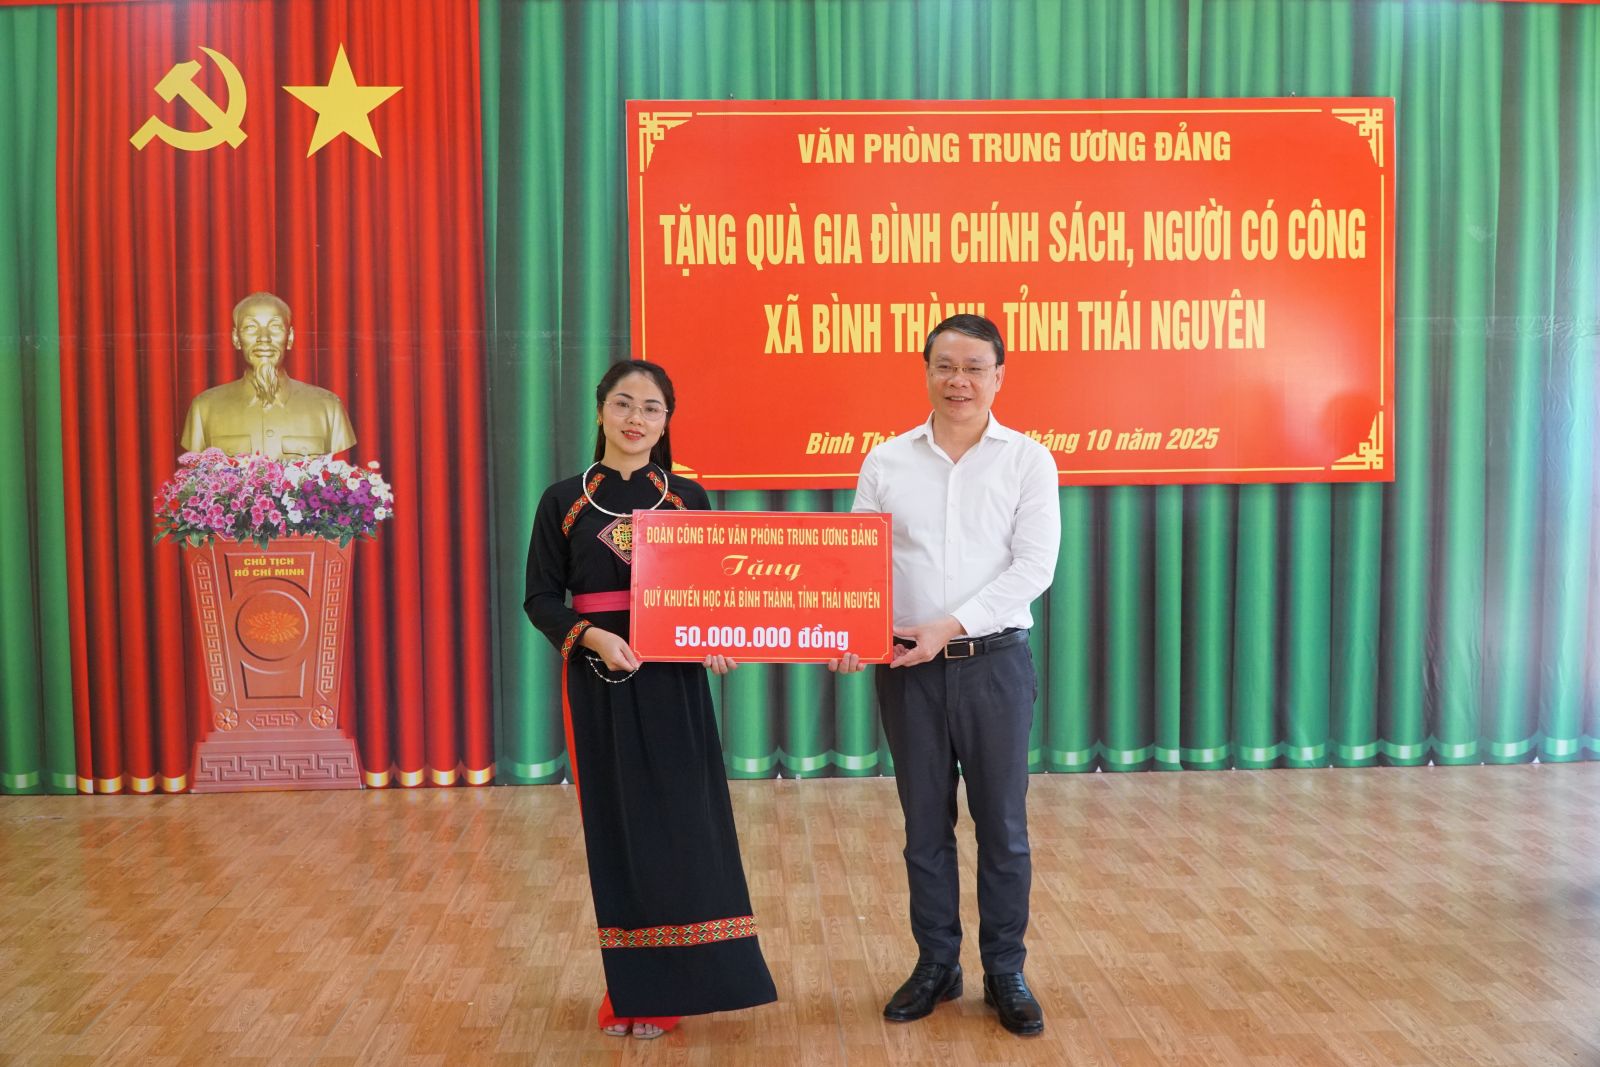 VĂN PHÒNG TRUNG ƯƠNG ĐẢNG
TẶNG QUÀ GIA ĐÌNH CHÍNH SÁCH, NGƯỜI CÓ CÔNG
XÃ BÌNH THÀNH, TỈNH THÁI NGUYÊN
Bình tháng 10 năm 2025
ĐOÀN CÔNG TÁC VĂN PHÒNG TRUNG ƯƠNG ĐẢNG
Tặng
QUỸ KHUYẾN HỌC XÃ BÌNH THÀNH, TỈNH THÁI NGUYÊN
50.000.000 đồng
CHỦ TỊCH
HỒ CHÍ MINH